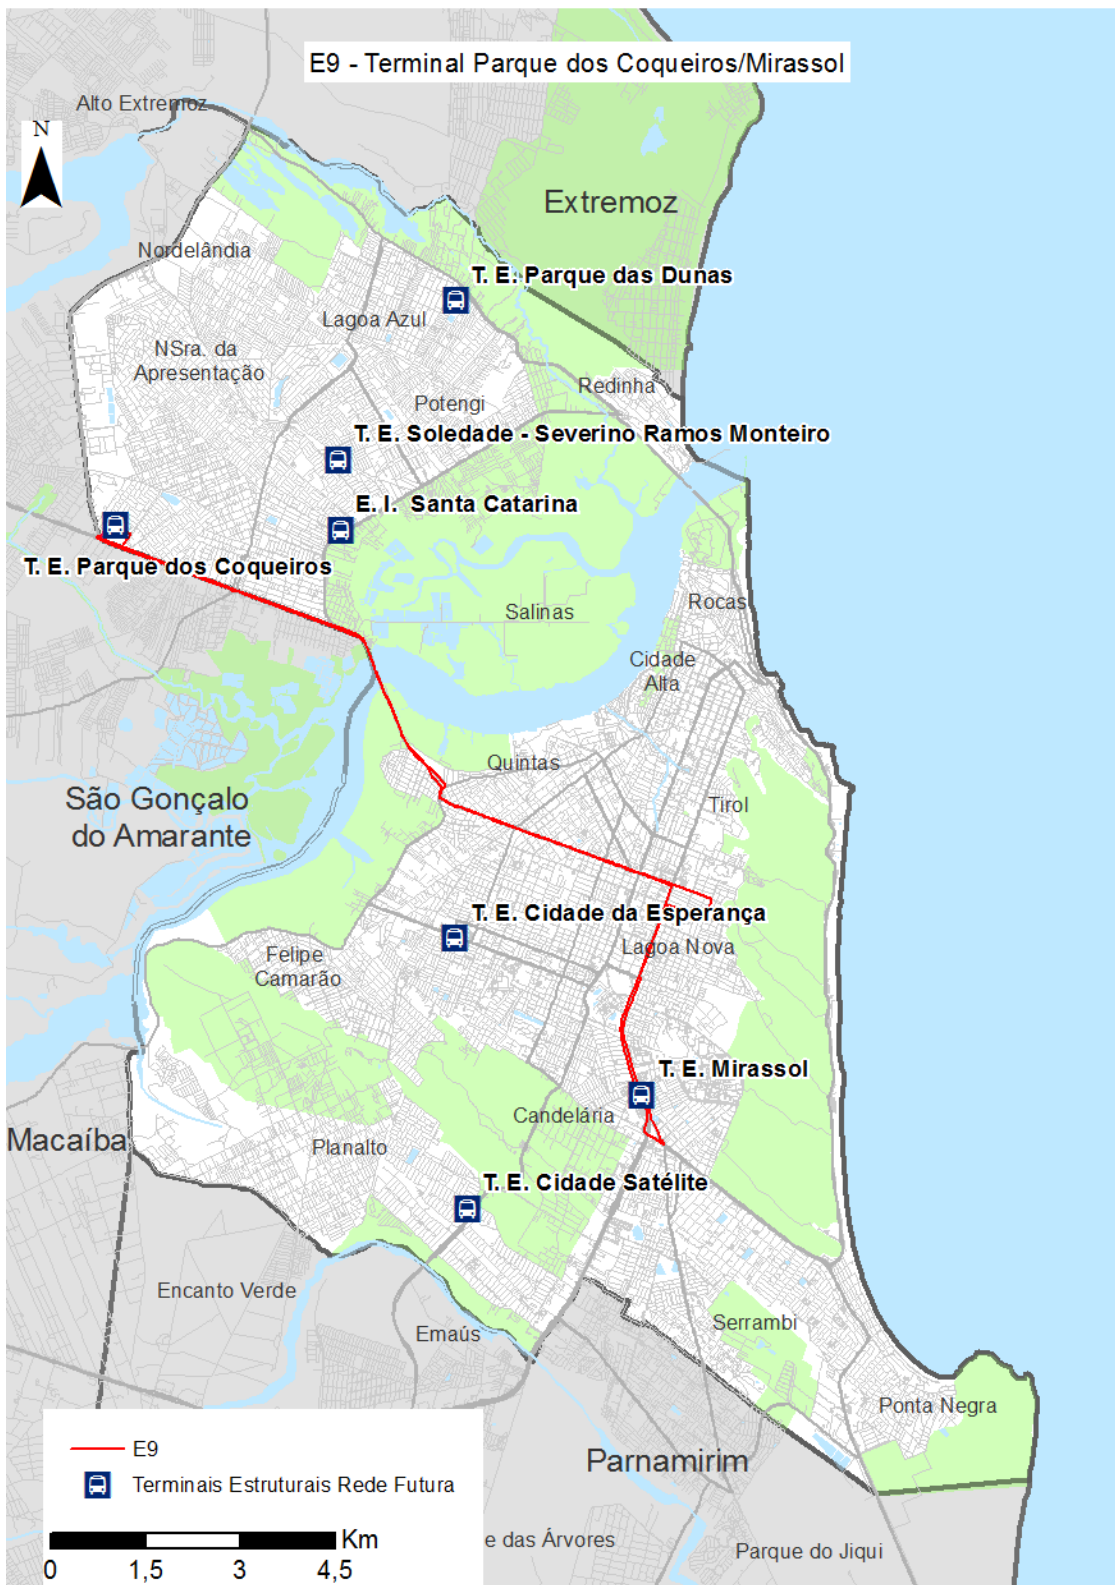 E9 - Terminal Parque dos Coqueiros/Mirassol
Alto Extremoz
N
Extremoz
Nordelândia
T. E. Parque das Dunas
Lagoa Azul
NSra. da
Apresentação
Redinha
Potengi
T. E. Soledade - Severino Ramos Monteiro
E. I. Santa Catarina
T. E. Parque dos Coqueiros
Salinas
Rocas
Cidade
Alta
Quintas
São Gonçalo
do Amarante
Tirol
T. E. Cidade da Esperança
Lagoa Nova
Felipe
Camarão
T. E. Mirassol
Candelária
Macaíba
Planalto
T. E. Cidade Satélite
Encanto Verde
Emaús
Serrambi
Ponta Negra
Parnamirim
E9
Terminais Estruturais Rede Futura
Km
0 1,5 3 4,5
e das Árvores
Parque do Jiqui